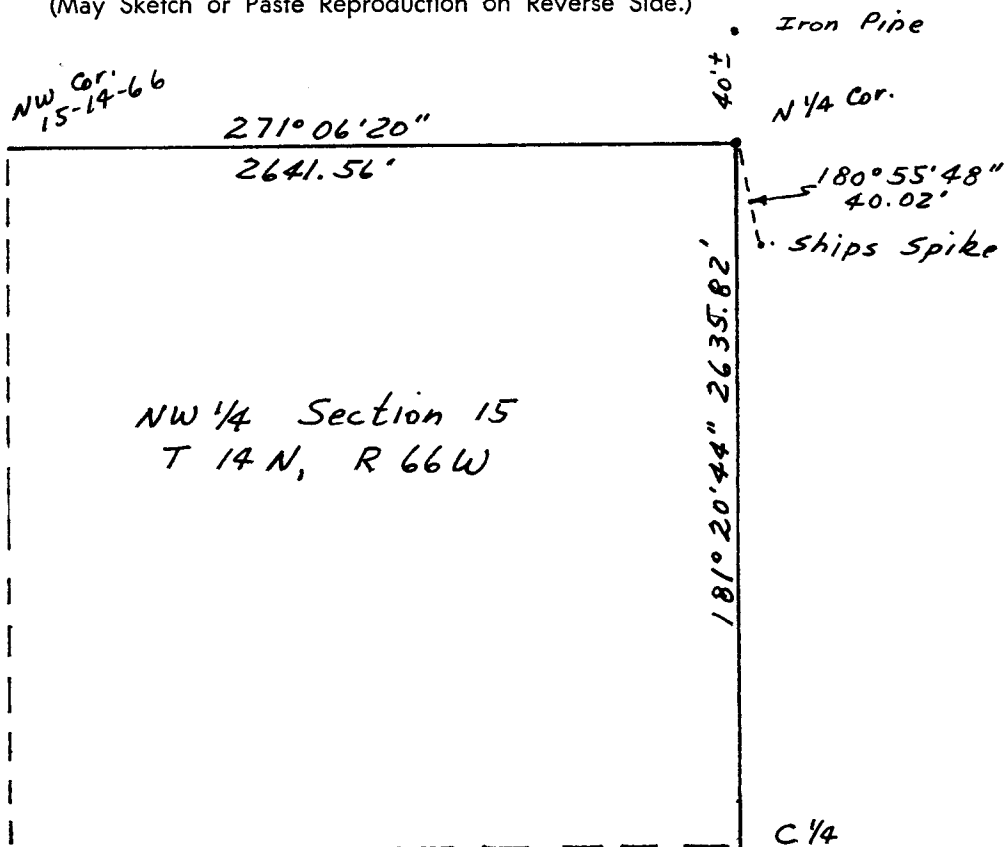 (May Sketch or Paste Reproduction on Reverse Side.)
Iron Pipe
40'±
NW Cor.
15-14-66
N 1/4 Cor.
271° 06' 20"
2641.56'
180° 55' 48"
40.02'
Ships Spike
181° 20' 44" 2635.82'
NW 1/4 Section 15
T 14 N, R 66 W
C 1/4